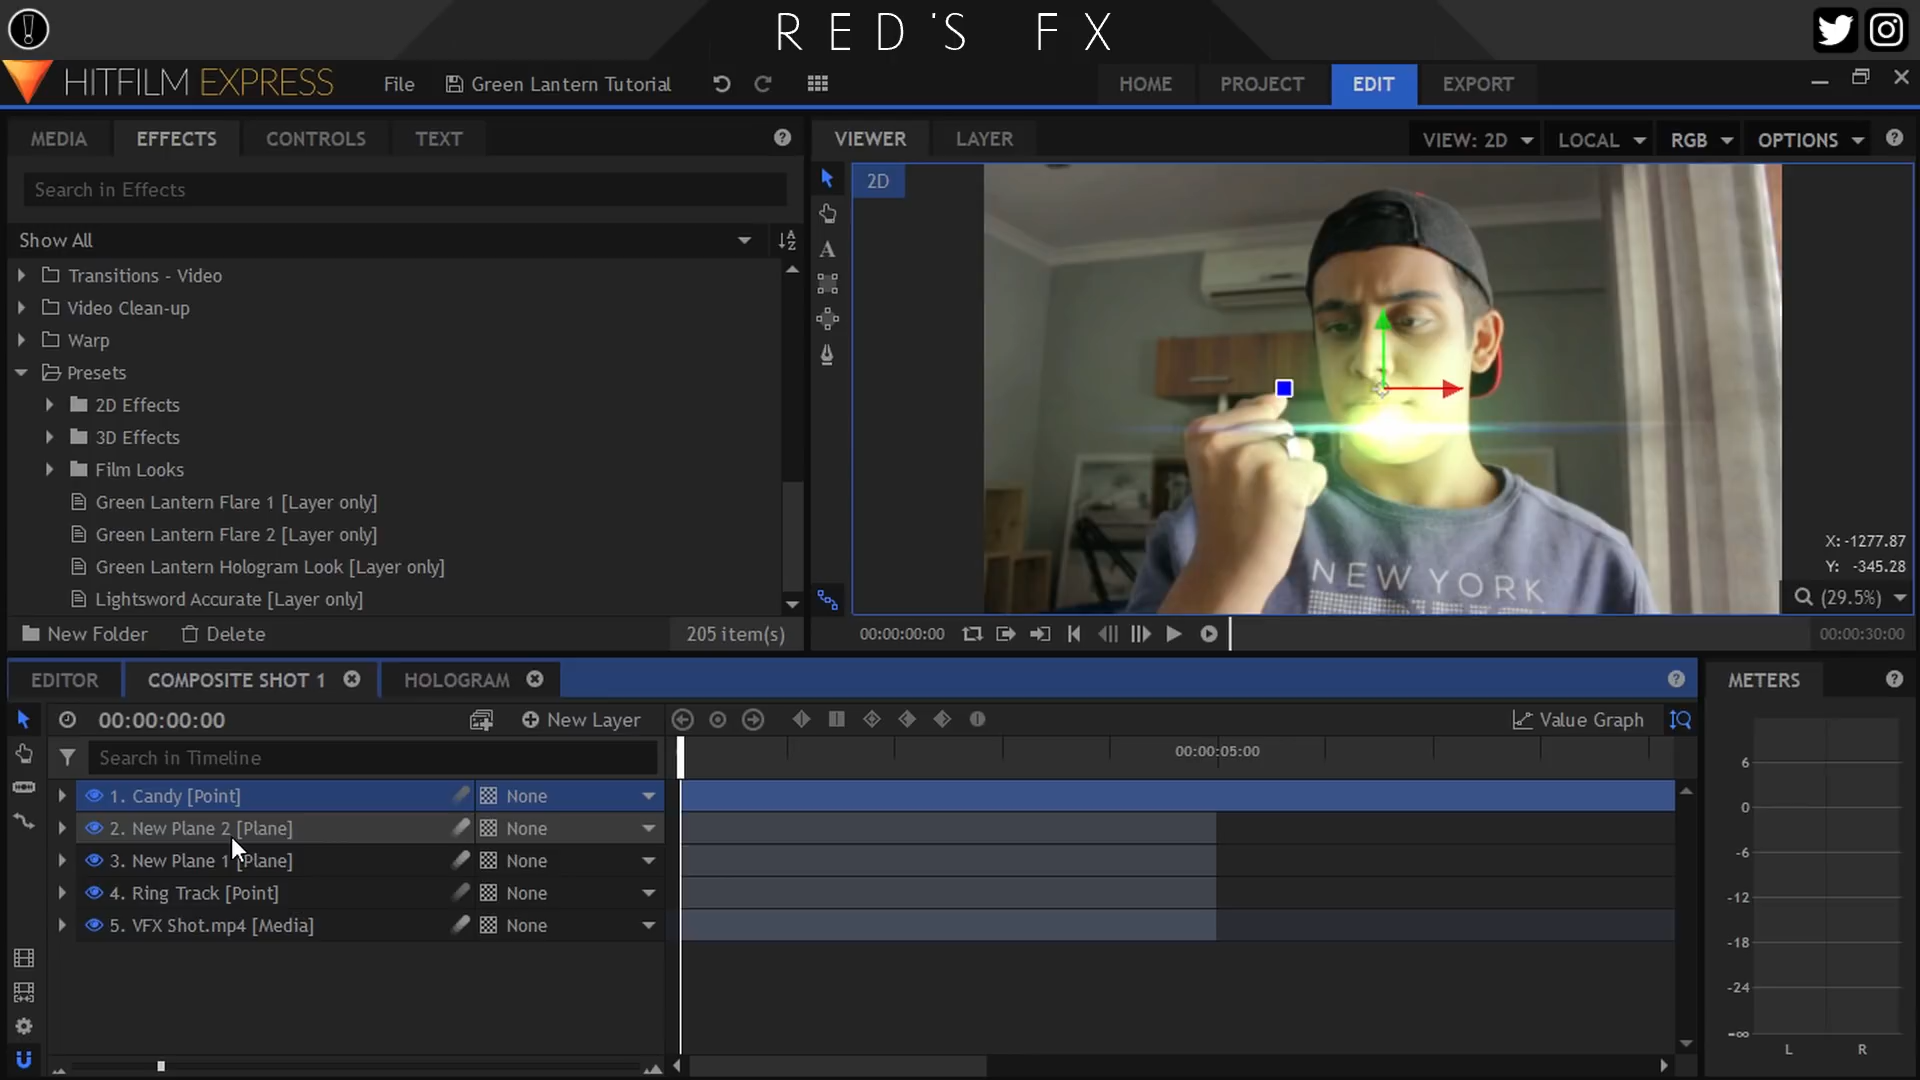 RED'S FX
HITFILM EXPRESS File Green Lantern Tutorial HOME PROJECT EDIT EXPORT
MEDIA EFFECTS CONTROLS TEXT
Search in Effects
Show All
Transitions - Video
Video Clean-up
Warp
Presets
2D Effects
3D Effects
Film Looks
Green Lantern Flare 1 [Layer only]
Green Lantern Flare 2 [Layer only]
Green Lantern Hologram Look [Layer only]
Lightsword Accurate [Layer only]
New Folder Delete 205 item(s)
VIEWER LAYER VIEW: 2D LOCAL RGB OPTIONS
2D
NEW YORK
X: -1277.87
Y: -345.28
(29.5%)
00:00:00:00 00:00:30:00
EDITOR COMPOSITE SHOT 1 HOLOGRAM
00:00:00:00 New Layer Value Graph
Search in Timeline
00:00:05:00
1. Candy [Point] None
2. New Plane 2 [Plane] None
3. New Plane 1 [Plane] None
4. Ring Track [Point] None
5. VFX Shot.mp4 [Media] None
METERS
6
0
-6
-12
-18
-24
-∞
L R